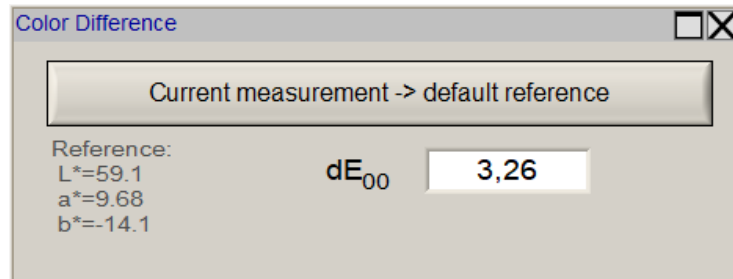 Color Difference
Current measurement -> default reference
Reference:
L*=59.1
a*=9.68
b*=-14.1
dE00 3,26